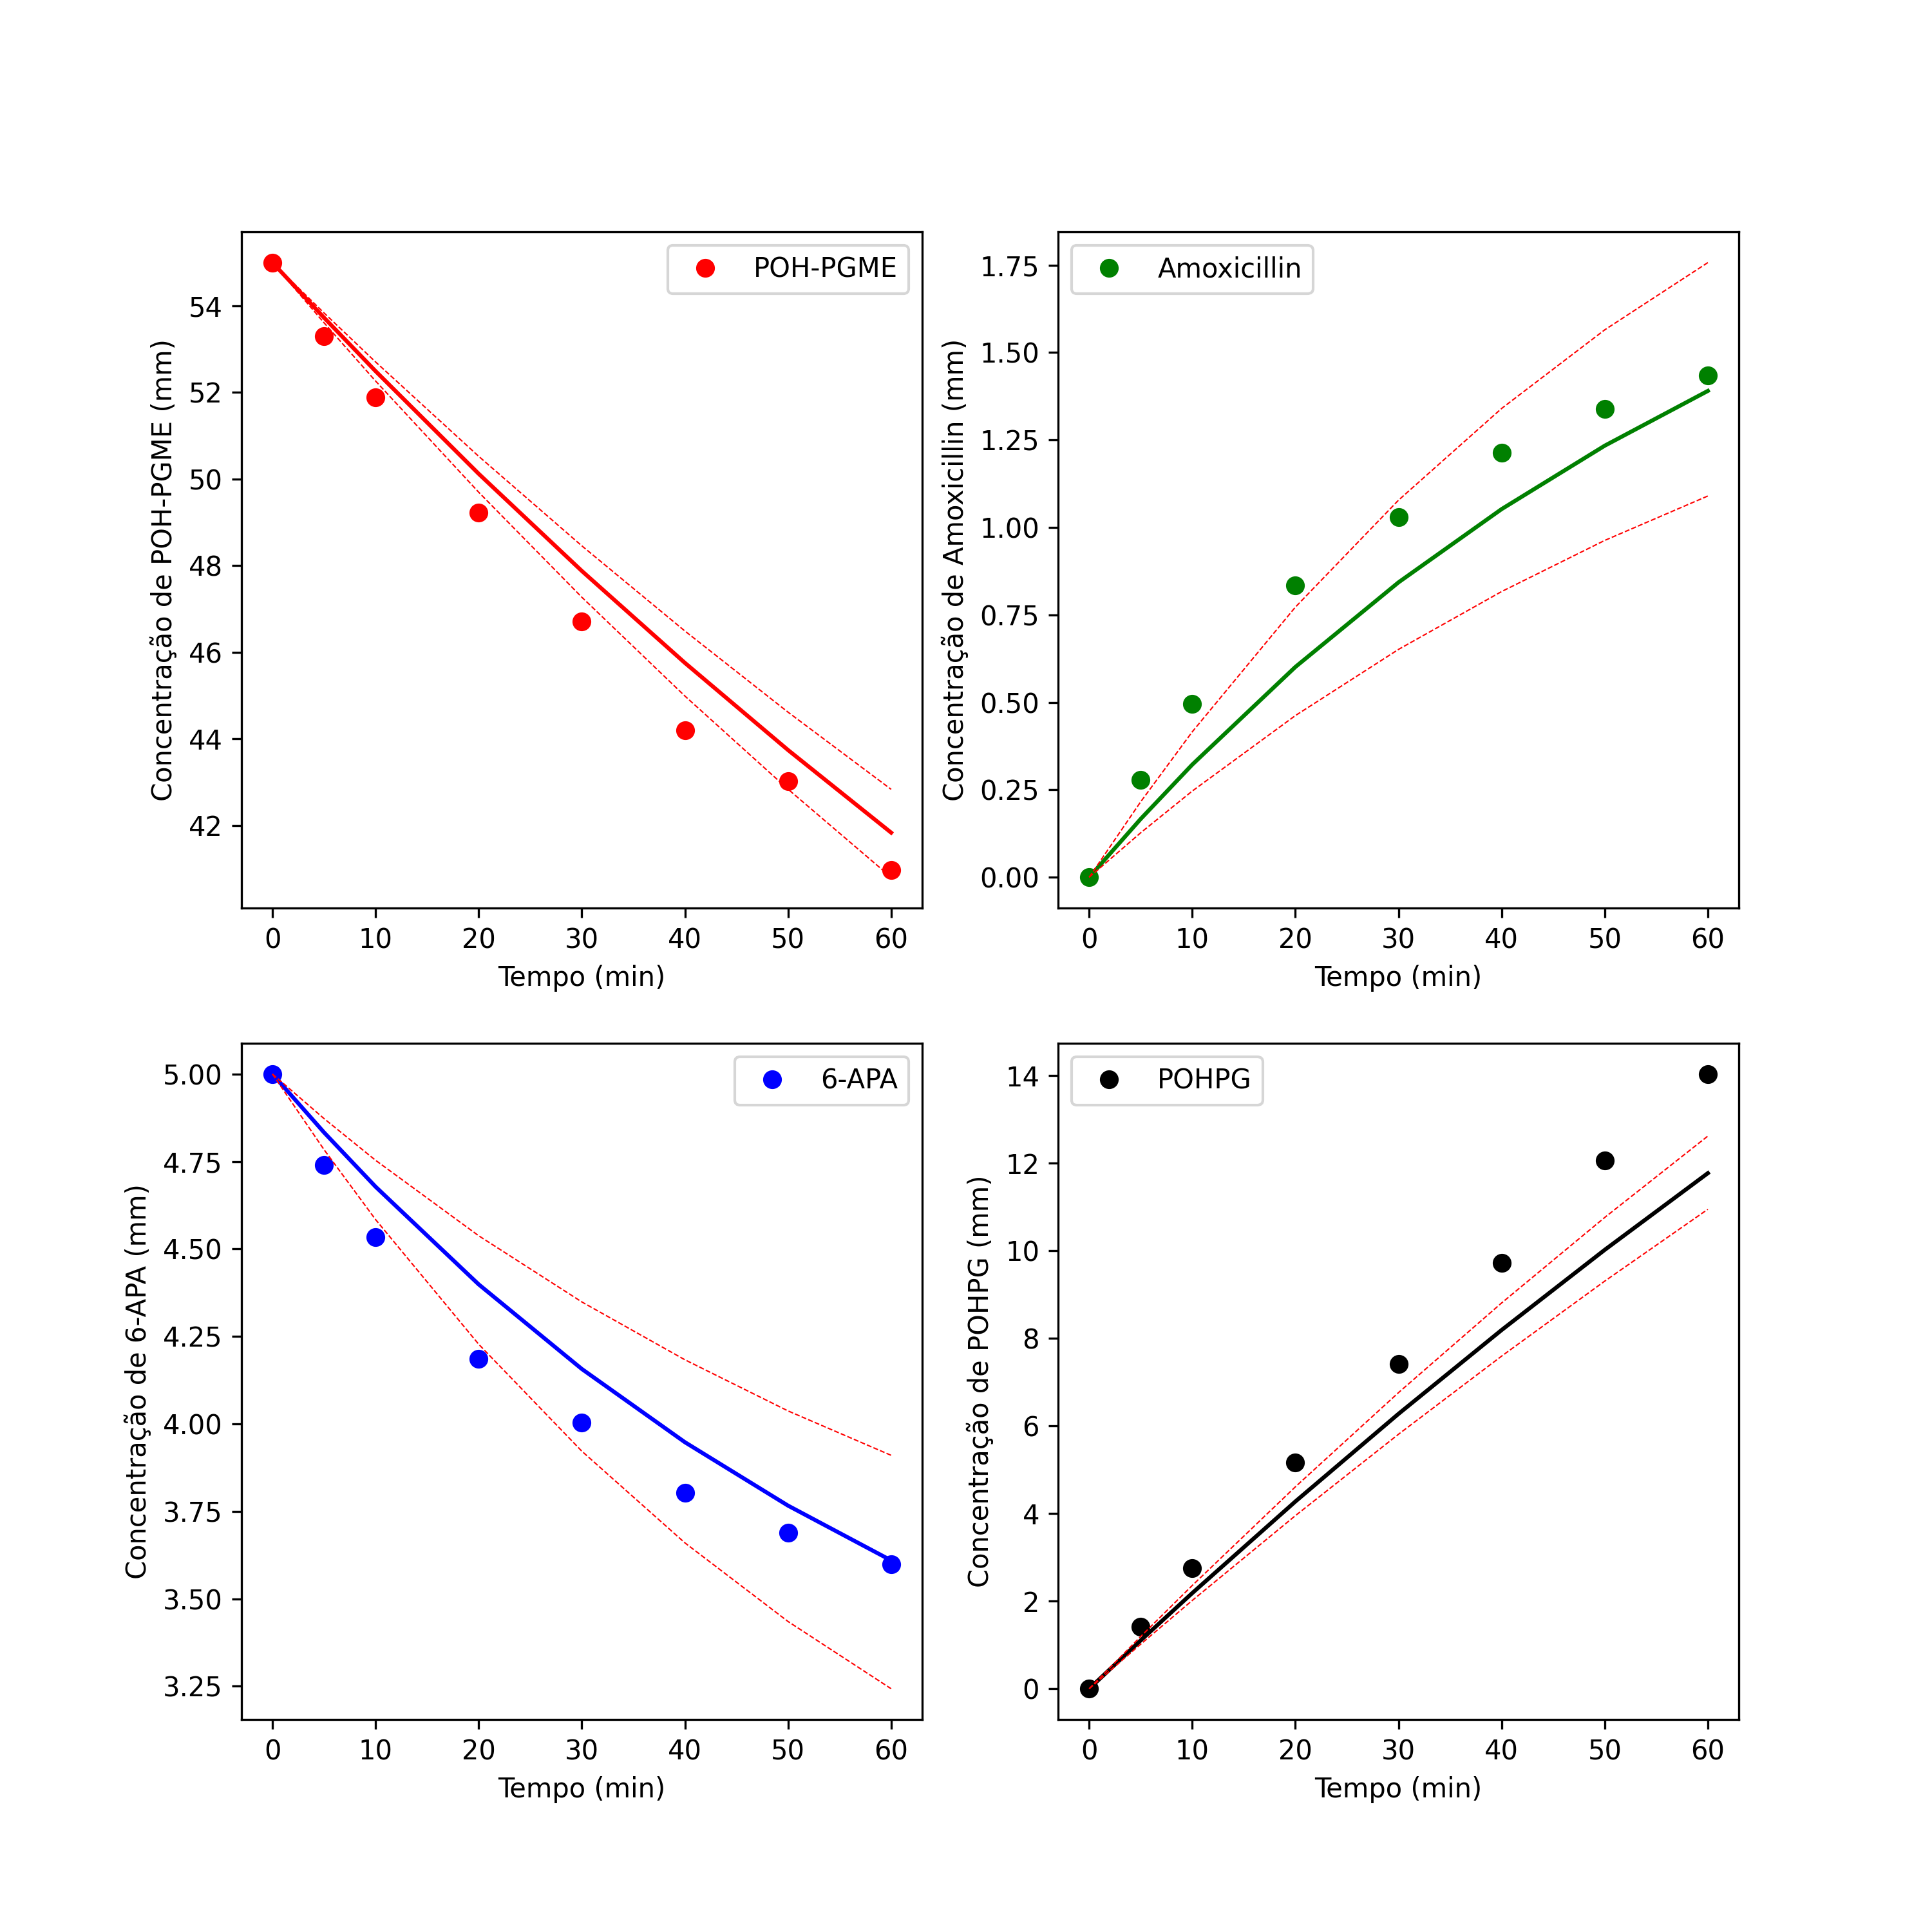 POH-PGME
54
52
50
48
46
44
42
Concentração de POH-PGME (mm)
0 10 20 30 40 50 60
Tempo (min)
Amoxicillin
1.75
1.50
1.25
1.00
0.75
0.50
0.25
0.00
Concentração de Amoxicillin (mm)
0 10 20 30 40 50 60
Tempo (min)
6-APA
5.00
4.75
4.50
4.25
4.00
3.75
3.50
3.25
Concentração de 6-APA (mm)
0 10 20 30 40 50 60
Tempo (min)
POHPG
14
12
10
8
6
4
2
0
Concentração de POHPG (mm)
0 10 20 30 40 50 60
Tempo (min)